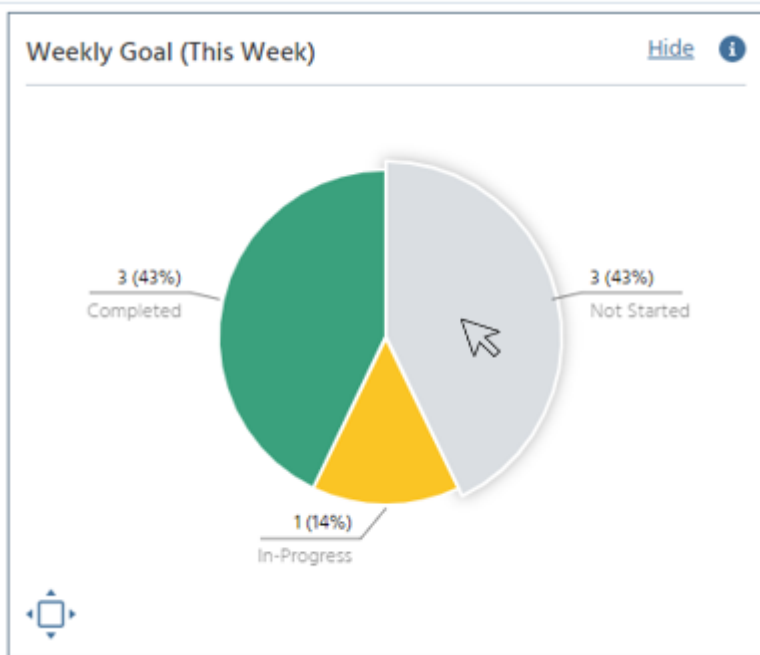 Weekly Goal (This Week)
Hide
i
3 (43%)
Completed
3 (43%)
Not Started
1 (14%)
In-Progress